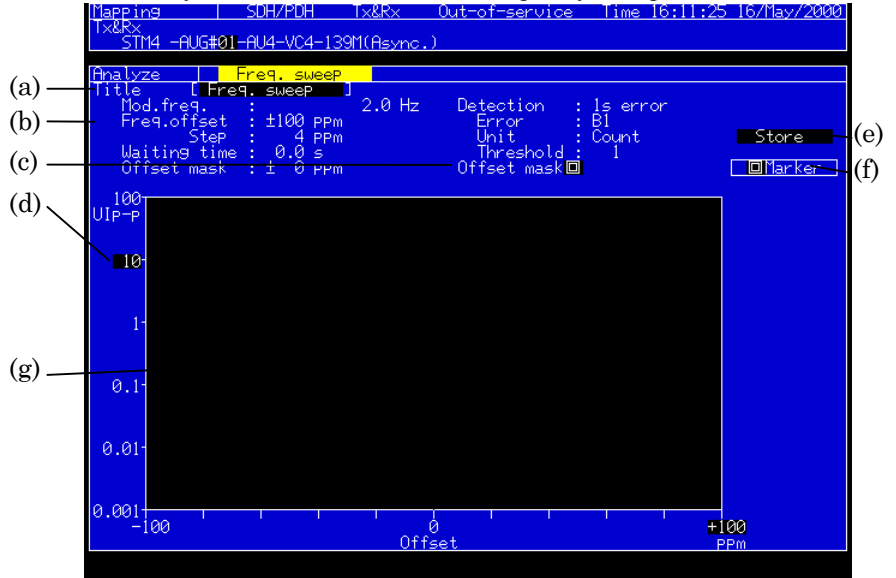 Mapping SDH/PDH Tx&Rx Out-of-service Time 16:11:25 16/May/2000
Tx&Rx
STM4 -AUG#01-AU4-VC4-139M(Async.)
Analyze Freq. sweep
(a) Title [ Freq. sweep ]
Mod.freq. : 2.0 Hz Detection : 1s error
(b) Freq.offset : ±100 ppm Error : B1
Step : 4 ppm Unit : Count Store (e)
(c) Waiting time : 0.0 s Threshold : 1
Offset mask : ± 0 ppm Offset mask Marker (f)
100
(d) UIp-p
10
1
(g)
0.1
0.01
0.001
-100 0 +100
Offset ppm